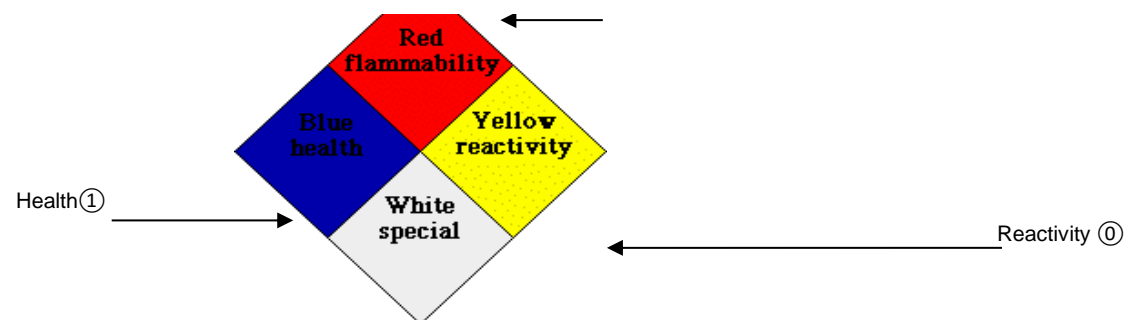 Red
flammability
Blue
health
Yellow
reactivity
Health①
White
special
Reactivity ⓪